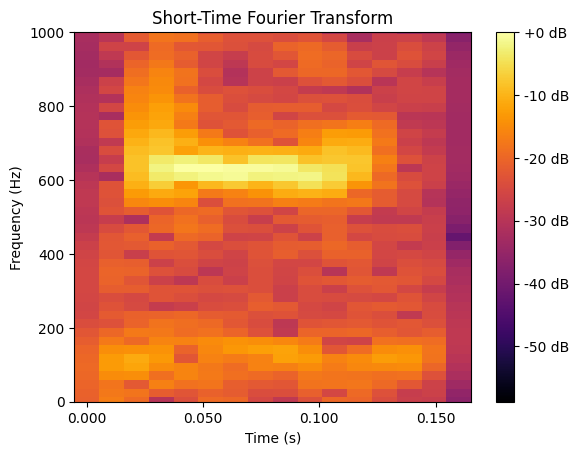 Short-Time Fourier Transform
1000
800
600
400
200
0
Frequency (Hz)
0.000
0.050
0.100
0.150
Time (s)
+0 dB
-10 dB
-20 dB
-30 dB
-40 dB
-50 dB